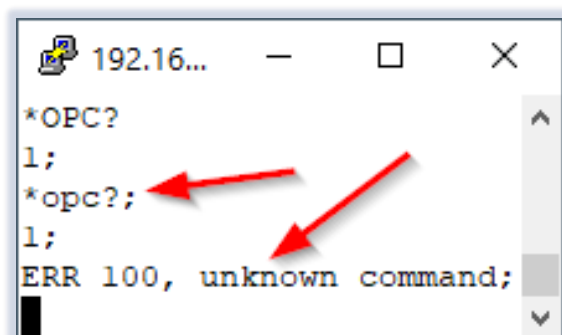 192.16...
*OPC?
1;
*opc?;
1;
ERR 100, unknown command;